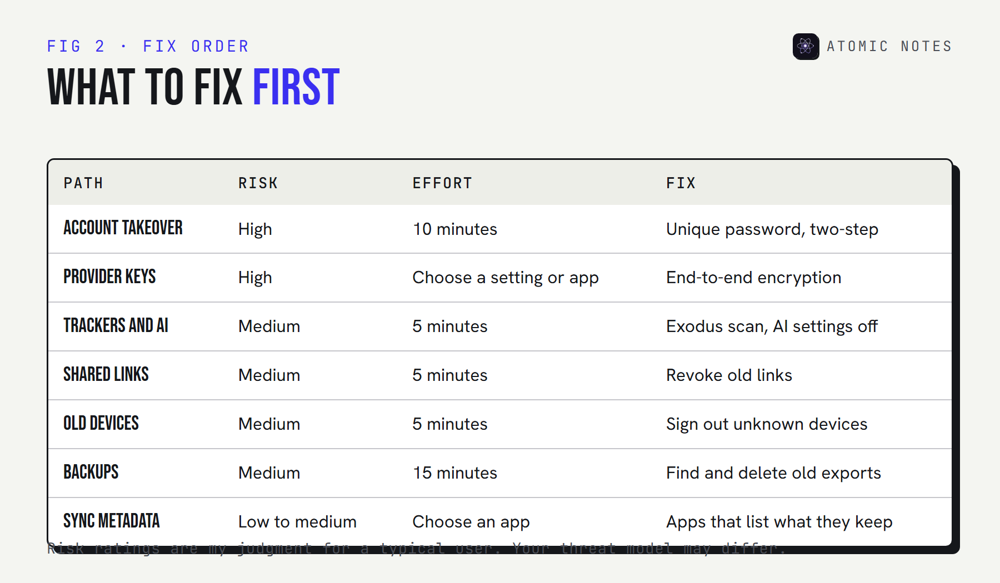 FIG 2 · FIX ORDER
ATOMIC NOTES
WHAT TO FIX FIRST
PATH RISK EFFORT FIX
ACCOUNT TAKEOVER High 10 minutes Unique password, two-step
PROVIDER KEYS High Choose a setting or app End-to-end encryption
TRACKERS AND AI Medium 5 minutes Exodus scan, AI settings off
SHARED LINKS Medium 5 minutes Revoke old links
OLD DEVICES Medium 5 minutes Sign out unknown devices
BACKUPS Medium 15 minutes Find and delete old exports
SYNC METADATA Low to medium Choose an app Apps that list what they keep
Risk ratings are my judgment for a typical user. Your threat model may differ.